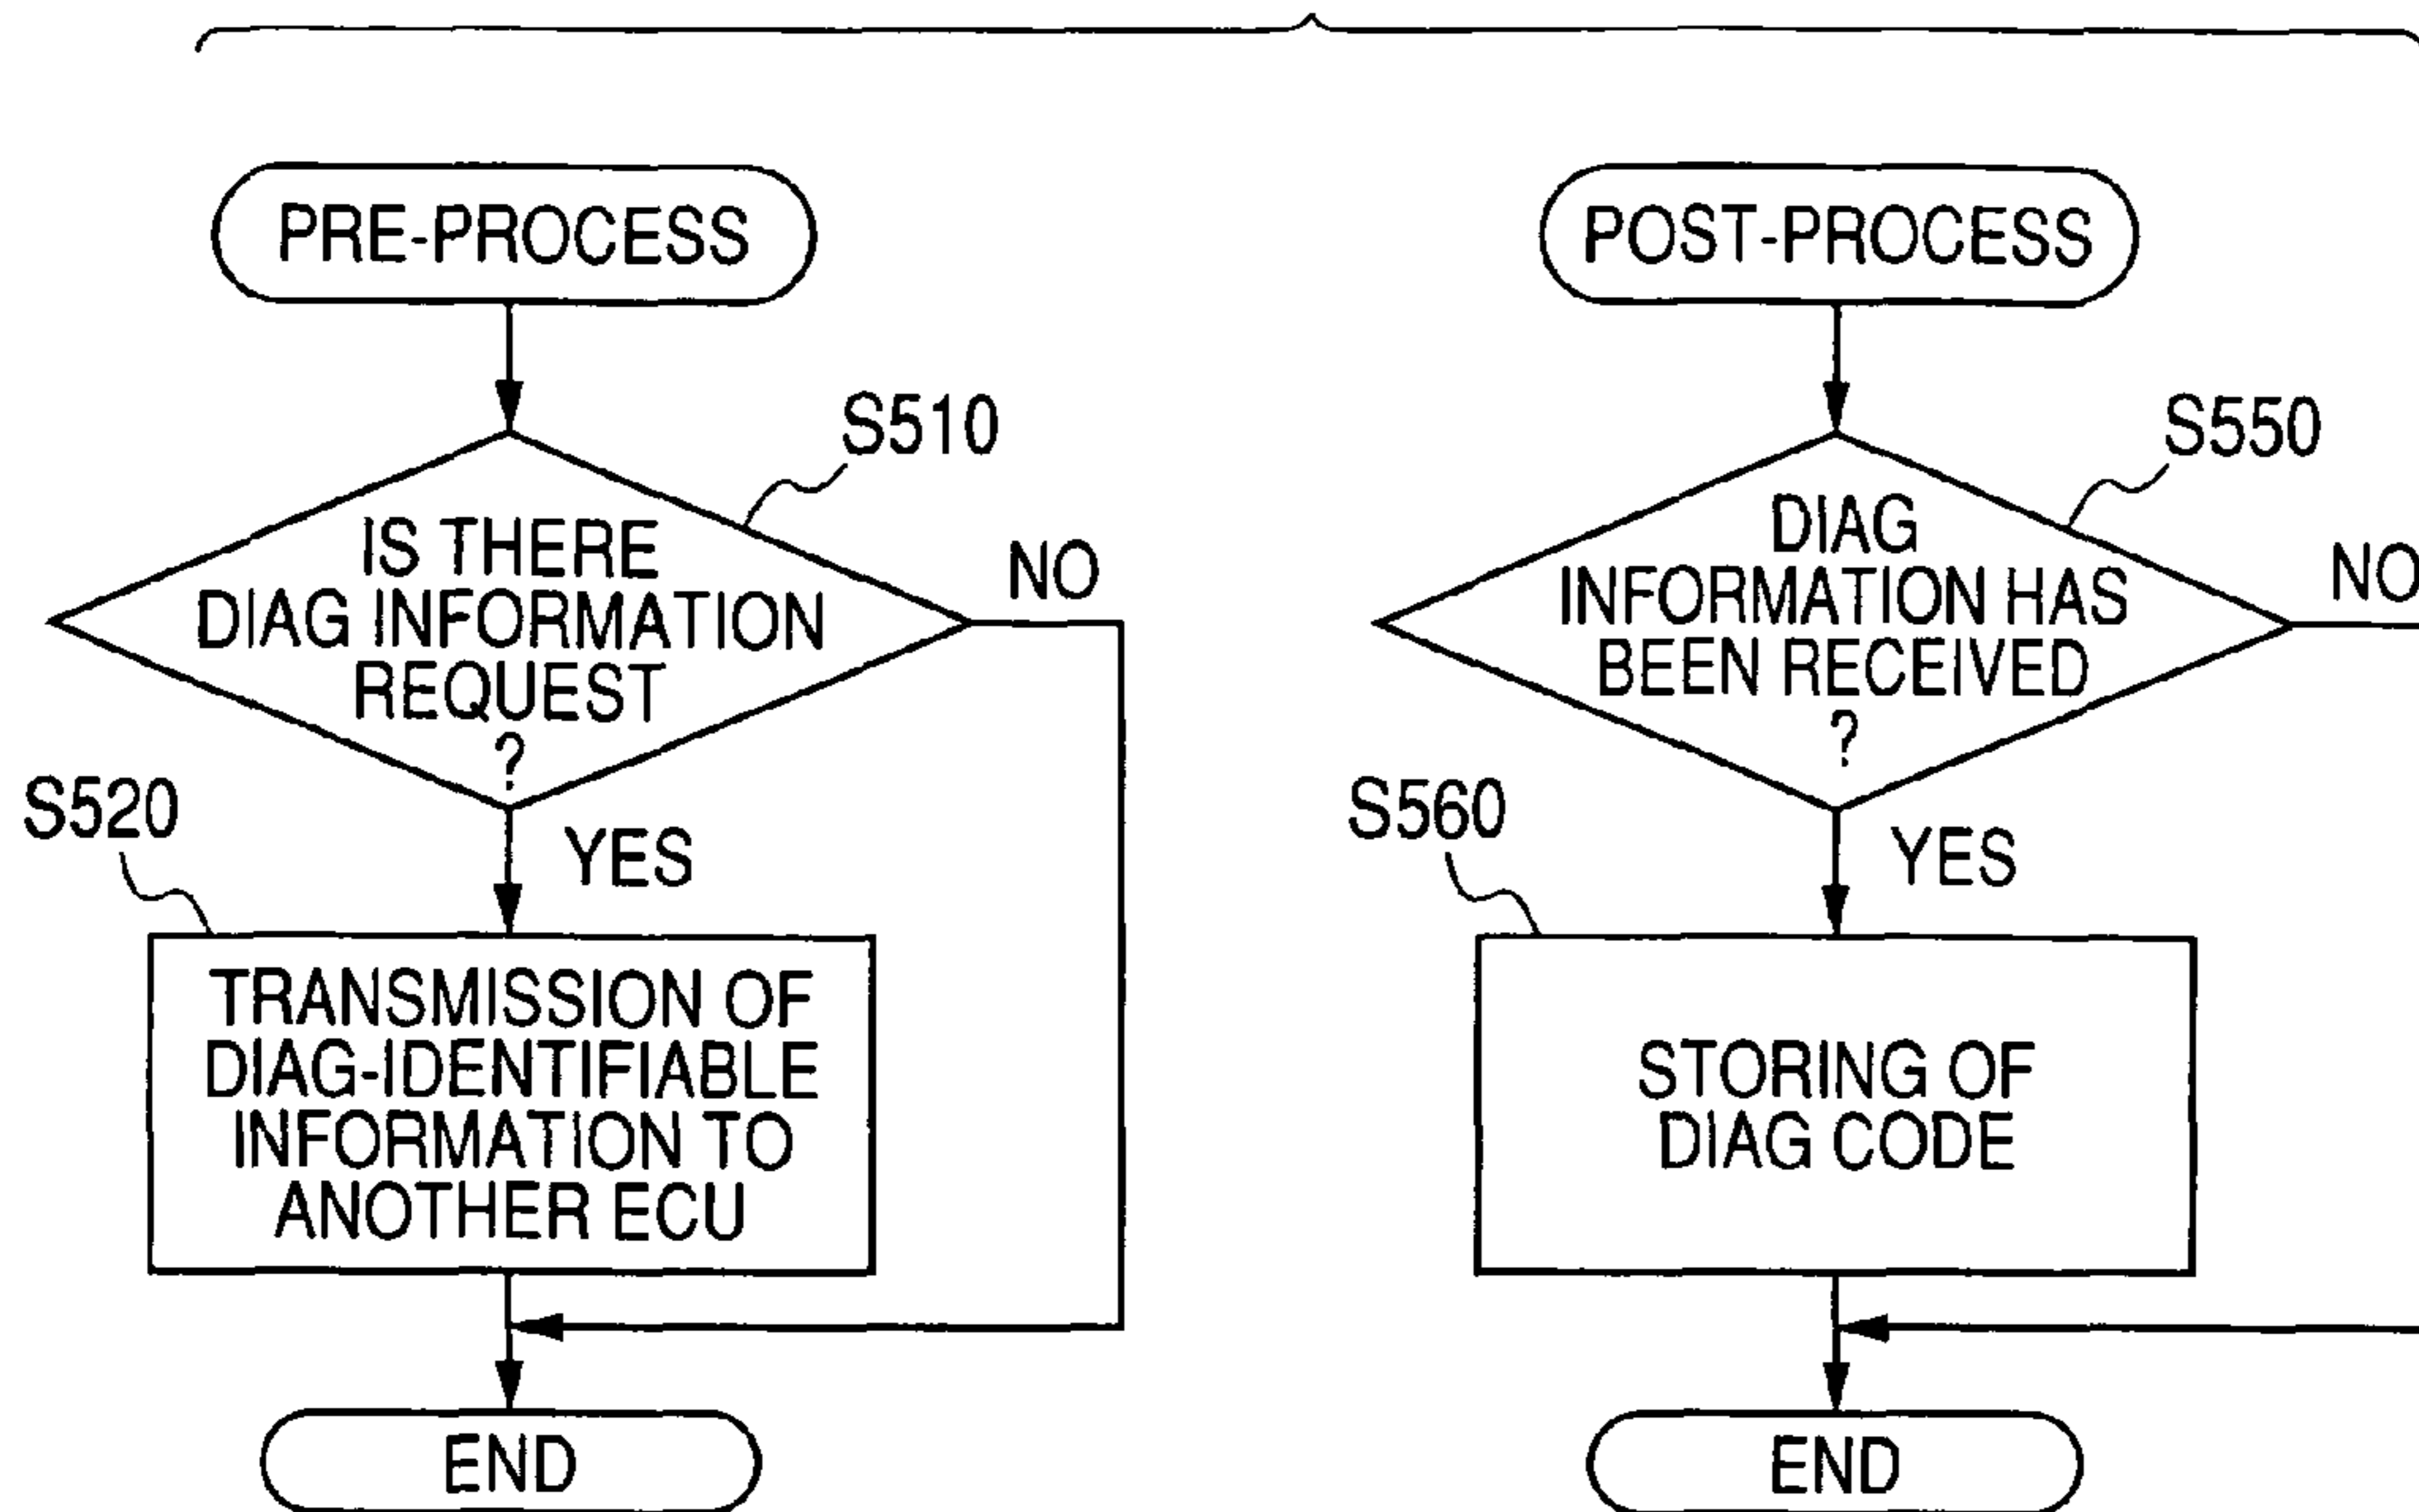 PRE-PROCESS
S510
IS THERE
DIAG INFORMATION
REQUEST
?
NO
YES
S520
TRANSMISSION OF
DIAG-IDENTIFIABLE
INFORMATION TO
ANOTHER ECU
END
POST-PROCESS
S550
DIAG
INFORMATION HAS
BEEN RECEIVED
?
NO
YES
S560
STORING OF
DIAG CODE
END